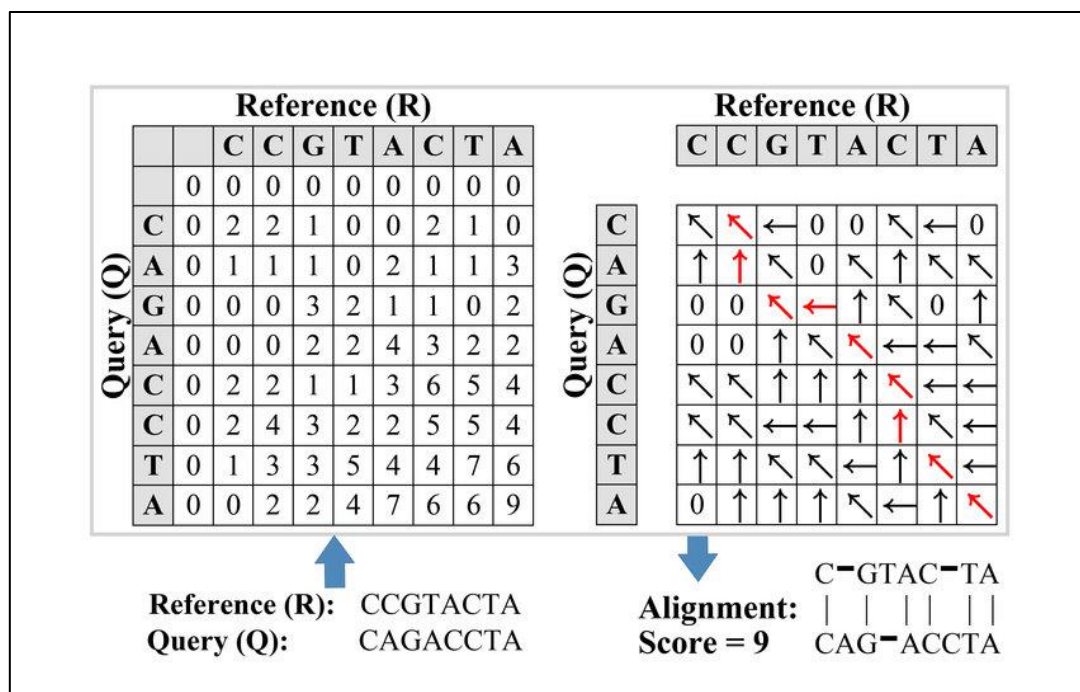 Reference (R)
C C G T A C T A
0 0 0 0 0 0 0 0 0
C 0 2 2 1 0 0 2 1 0
A 0 1 1 1 0 2 1 1 3
G 0 0 0 3 2 1 1 0 2
A 0 0 0 2 2 4 3 2 2
C 0 2 2 1 1 3 6 5 4
C 0 2 4 3 2 2 5 5 4
T 0 1 3 3 5 4 4 7 6
A 0 0 2 2 4 7 6 6 9
Query (Q)
Reference (R)
C C G T A C T A
C ↖ ↖ ← 0 0 ↖ ← 0
A ↑ ↑ ↖ 0 ↖ ↑ ↖ ↖
G 0 0 ↖ ← ↑ ↖ 0 ↑
A 0 0 ↑ ↖ ↖ ← ← ↖
C ↖ ↖ ↑ ↑ ↑ ↖ ← ←
C ↖ ↖ ← ← ↑ ↑ ↖ ←
T ↑ ↑ ↖ ↖ ← ↑ ↖ ←
A 0 ↑ ↑ ↑ ↖ ← ↑ ↖
Query (Q)
Reference (R): CCGTACTA
Query (Q): CAGACCTA
C-GTAC-TA
Alignment: | | | | | |
Score = 9 CAG-ACCTA